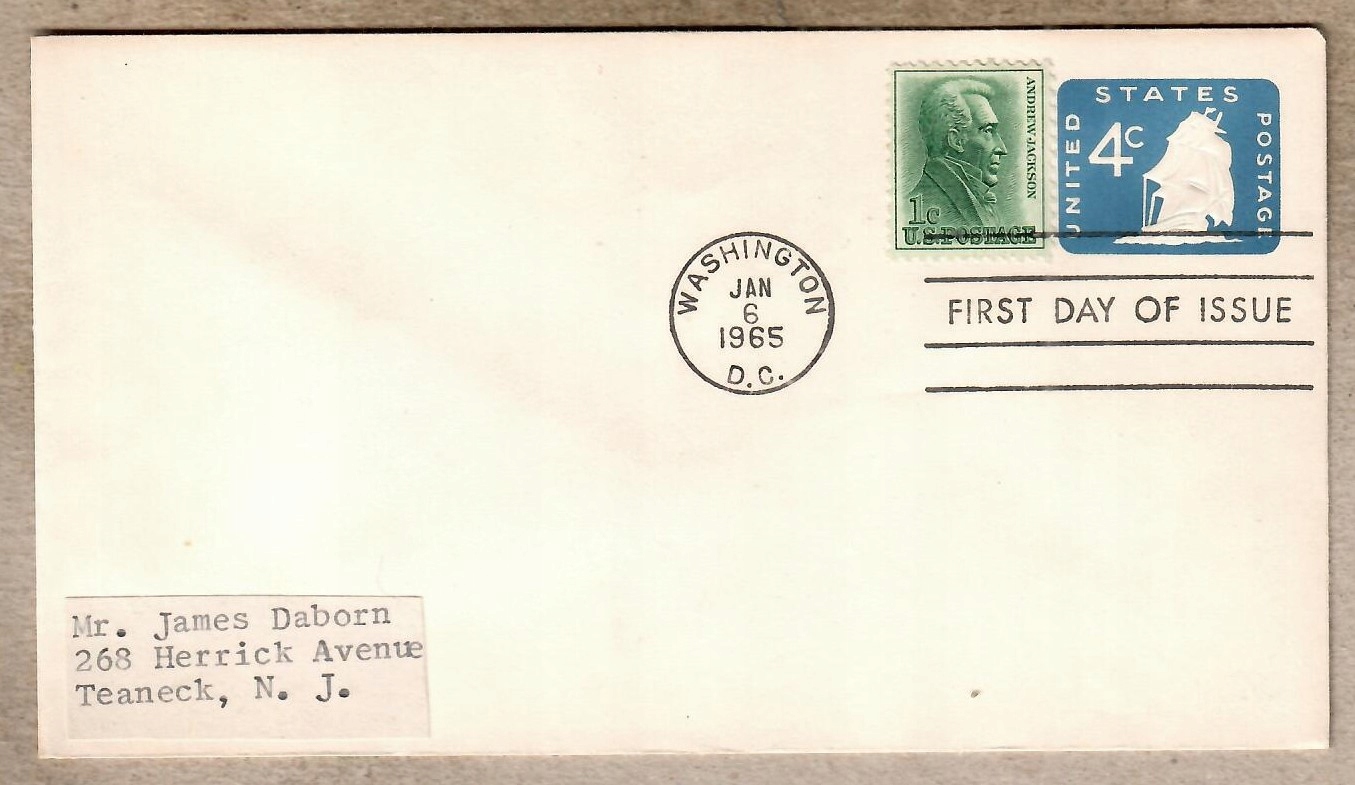 ANDREW·JACKSON
1c
U.S.POSTAGE
UNITED
STATES
POSTAGE
4c
WASHINGTON
JAN
6
1965
D.C.
FIRST DAY OF ISSUE
Mr. James Daborn
268 Herrick Avenue
Teaneck, N. J.